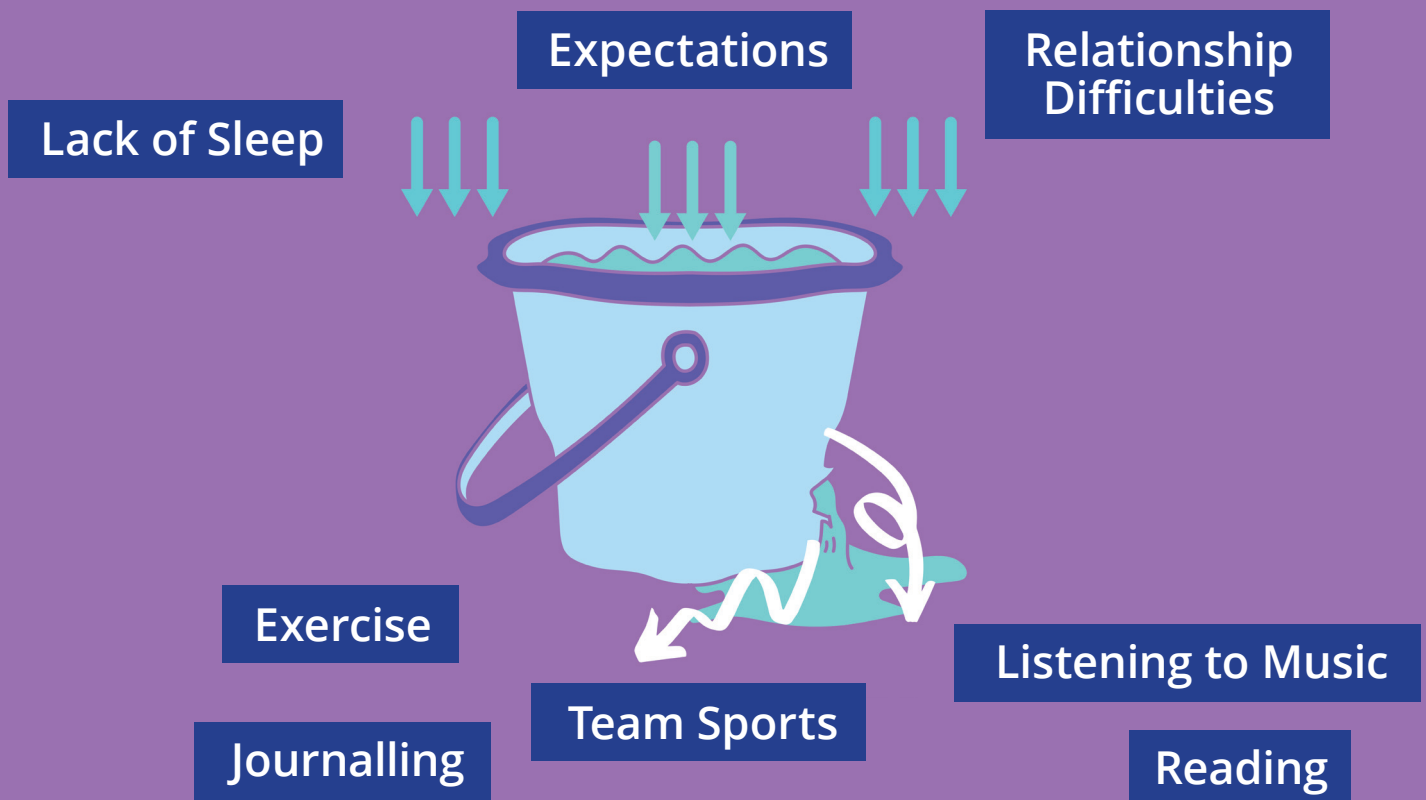 Expectations
Relationship
Difficulties
Lack of Sleep
Exercise
Listening to Music
Team Sports
Journalling
Reading